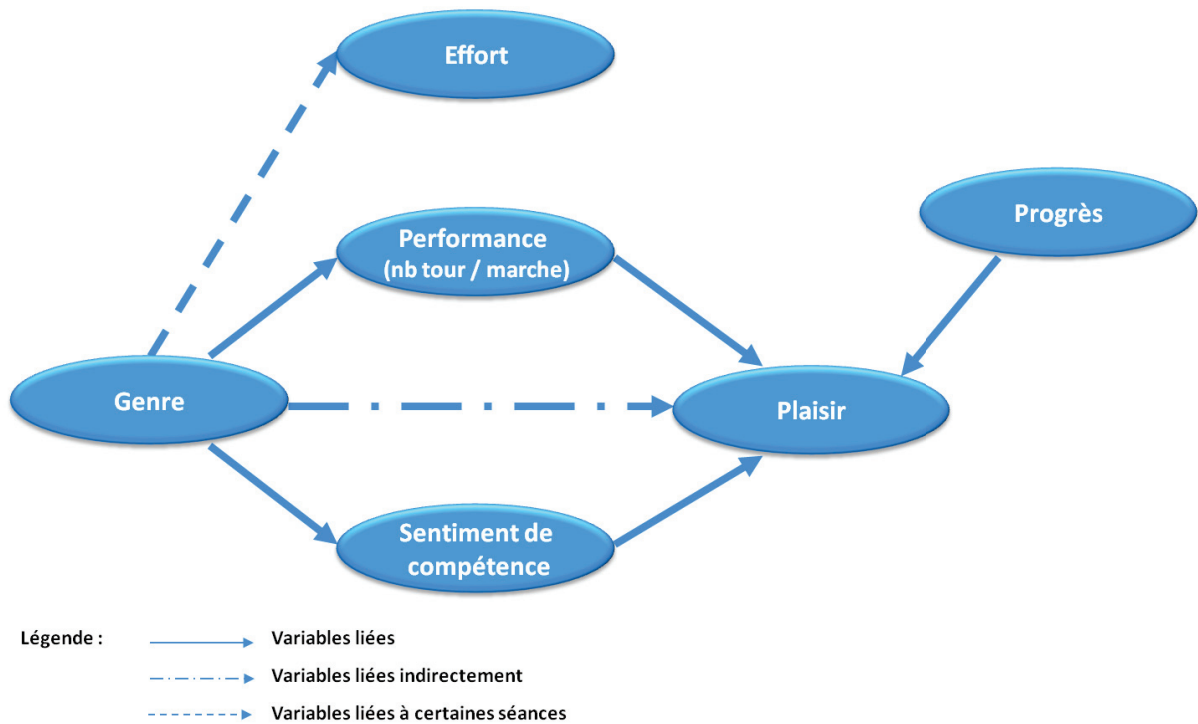 Effort
Progrès
Performance
(nb tour / marche)
Genre
Plaisir
Sentiment de
compétence
Légende :
Variables liées
Variables liées indirectement
Variables liées à certaines séances